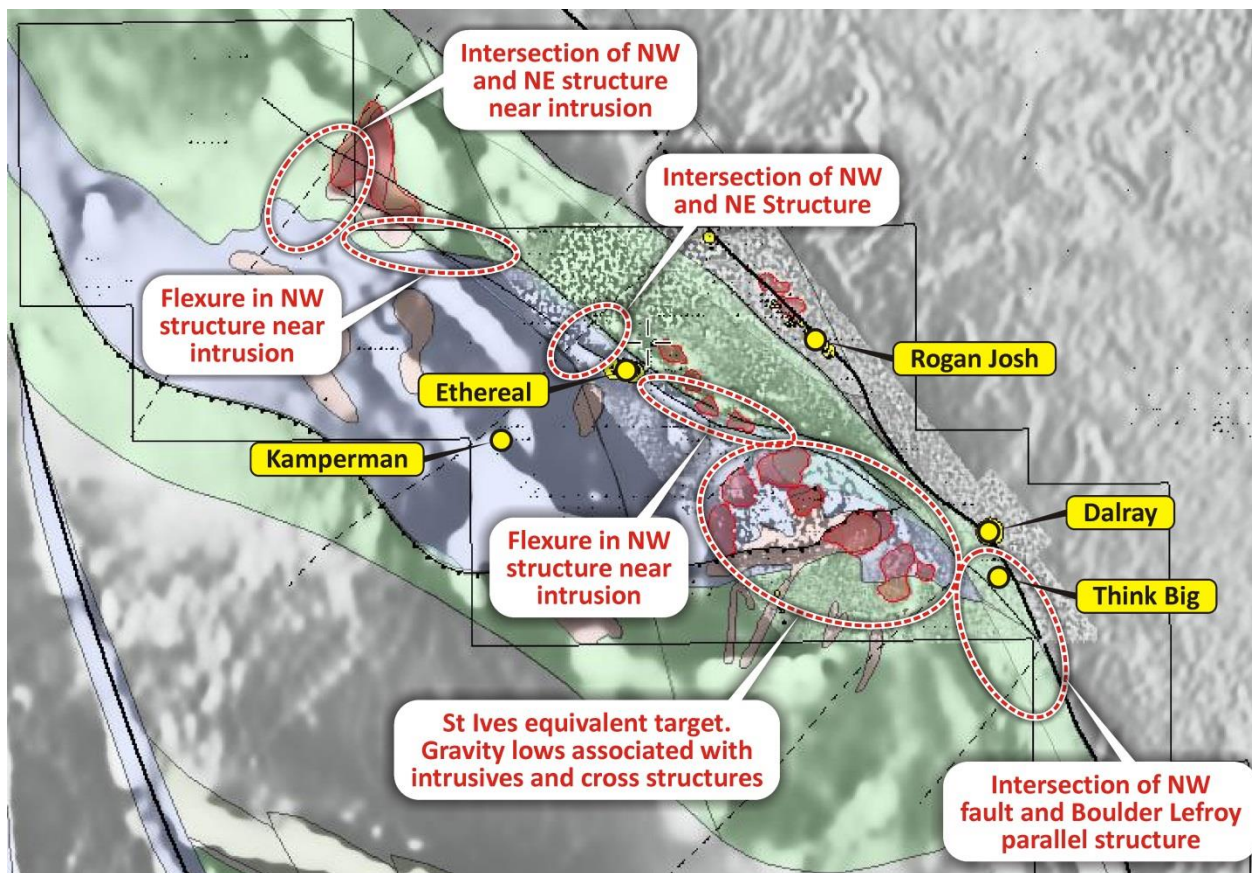 Intersection of NW
and NE structure
near intrusion
Intersection of NW
and NE Structure
Flexure in NW
structure near
intrusion
Rogan Josh
Ethereal
Kamperman
Dalray
Flexure in NW
structure near
intrusion
Think Big
St Ives equivalent target.
Gravity lows associated with
intrusives and cross structures
Intersection of NW
fault and Boulder Lefroy
parallel structure